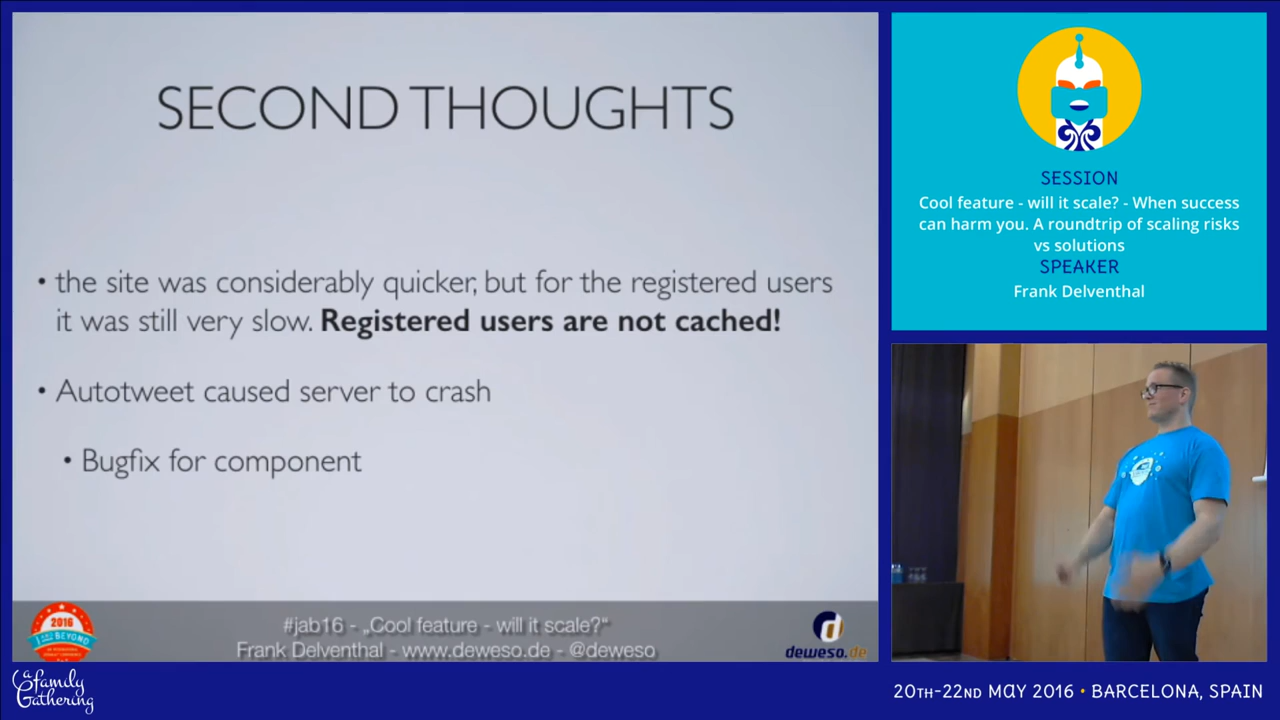 SECOND THOUGHTS
• the site was considerably quicker, but for the registered users
it was still very slow. Registered users are not cached!
• Autotweet caused server to crash
• Bugfix for component
2016
BEYOND
#jab16 - „Cool feature - will it scale?“
Frank Delventhal - www.deweso.de - @deweso
deweso.de
SESSION
Cool feature - will it scale? - When success
can harm you. A roundtrip of scaling risks
vs solutions
SPEAKER
Frank Delventhal
a family
Gathering
20TH-22ND MAY 2016 • BARCELONA, SPAIN